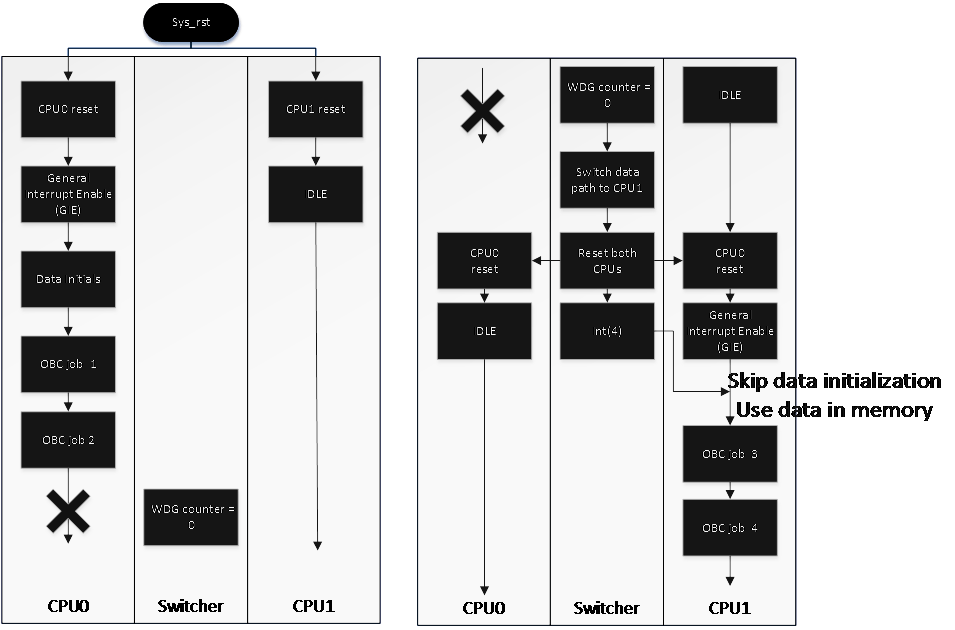 Sys_rst
CPU0 reset
General
Interrupt Enable
(GIE)
Data initials
OBC job 1
OBC job 2
WDG counter =
0
CPU1 reset
IDLE
CPU0
Switcher
CPU1
WDG counter =
0
Switch data
path to CPU1
Reset both
CPUs
Int(4)
CPU0
reset
IDLE
IDLE
CPU0
reset
General
Interrupt Enable
(GIE)
Skip data initialization
Use data in memory
OBC job 3
OBC job 4
CPU0
Switcher
CPU1